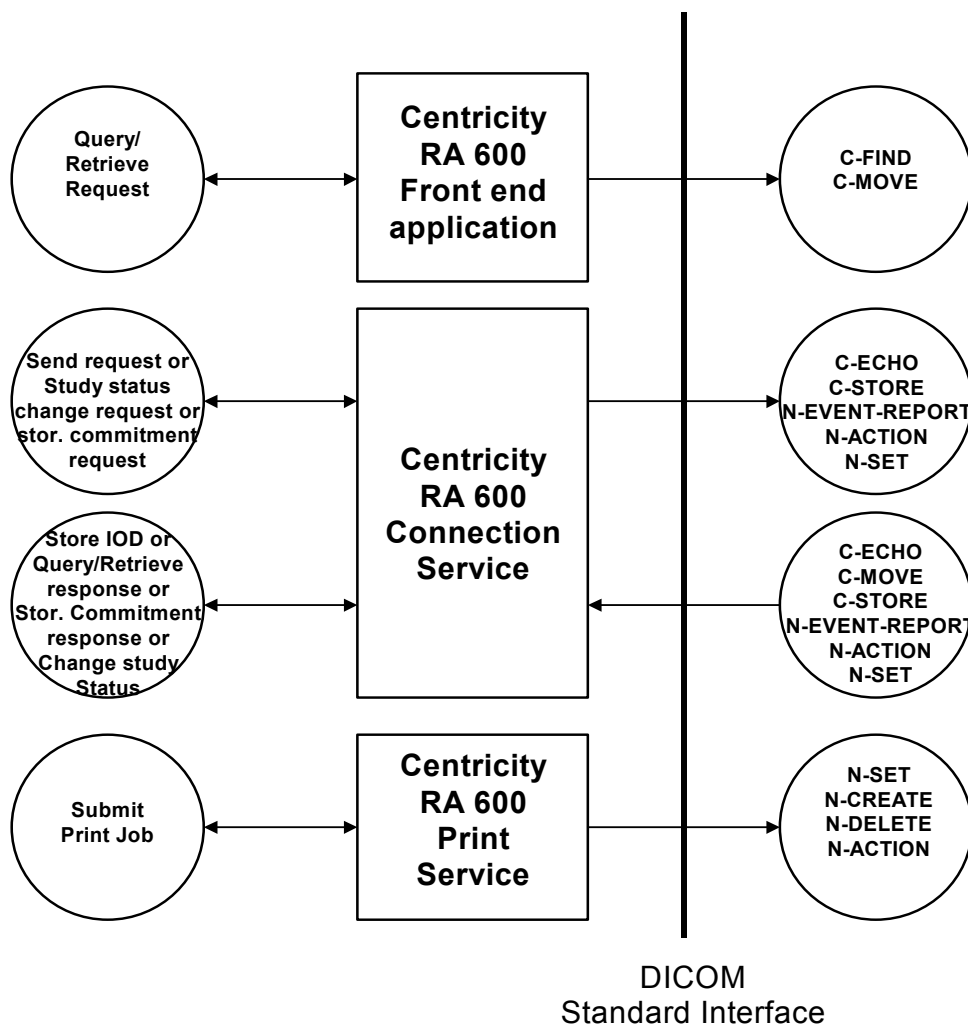 Query/
Retrieve
Request
Centricity
RA 600
Front end
application
C-FIND
C-MOVE
Send request or
Study status
change request or
stor. commitment
request
Centricity
RA 600
Connection
Service
C-ECHO
C-STORE
N-EVENT-REPORT
N-ACTION
N-SET
Store IOD or
Query/Retrieve
response or
Stor. Commitment
response or
Change study
Status
C-ECHO
C-MOVE
C-STORE
N-EVENT-REPORT
N-ACTION
N-SET
Submit
Print Job
Centricity
RA 600
Print
Service
N-SET
N-CREATE
N-DELETE
N-ACTION
DICOM
Standard Interface